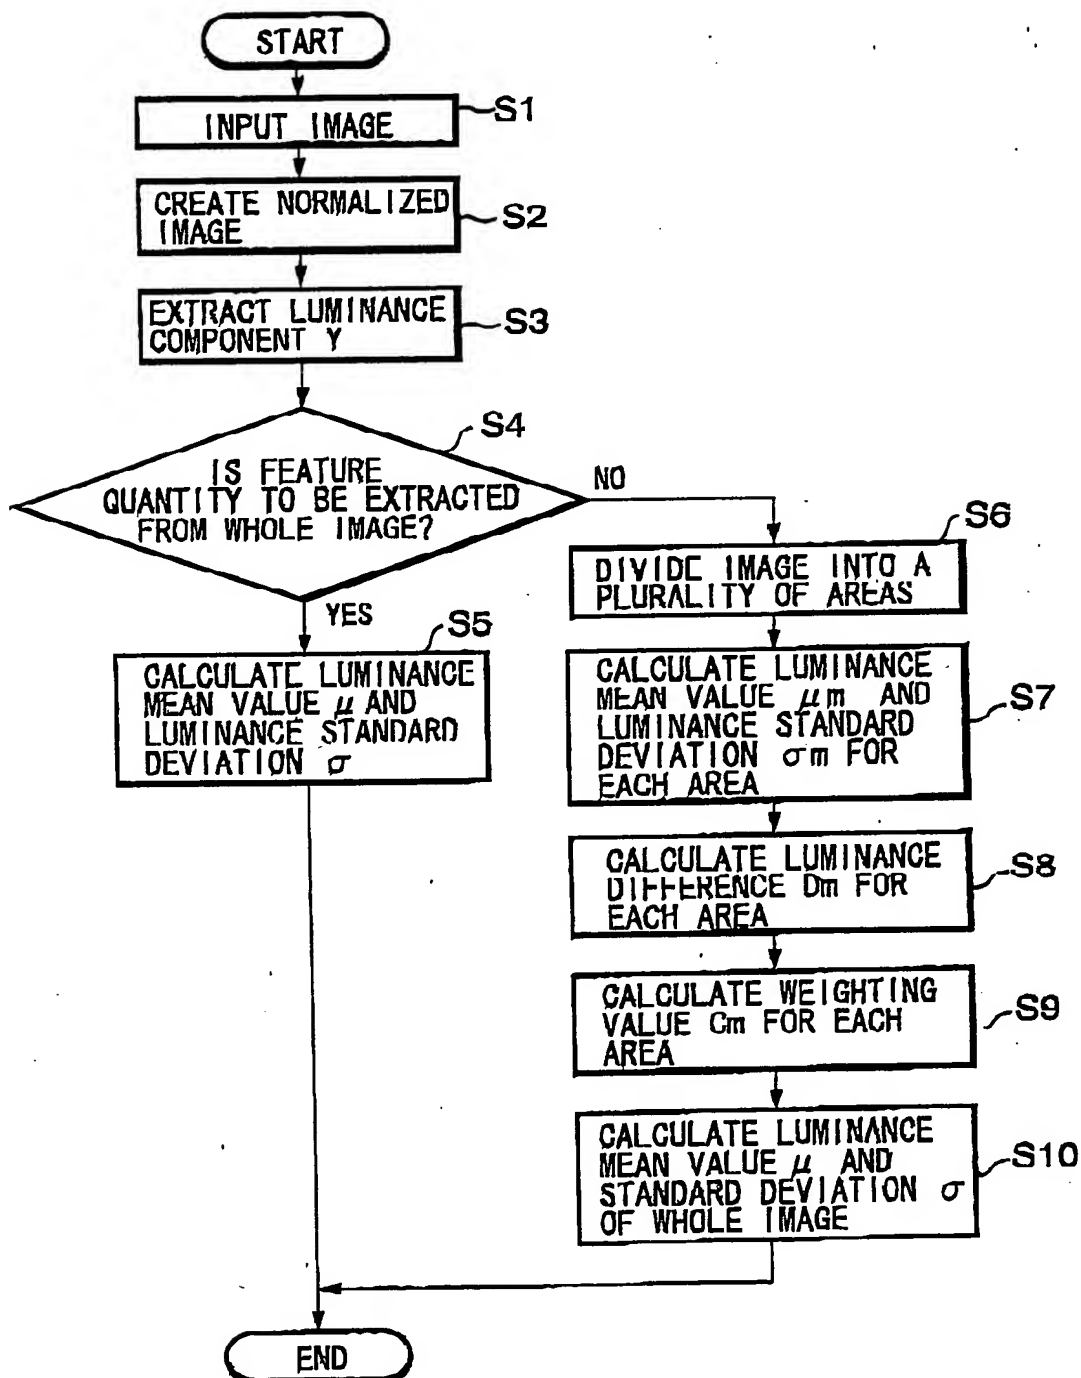 START
S1
INPUT IMAGE
CREATE NORMALIZED
IMAGE
S2
EXTRACT LUMINANCE
COMPONENT Y
S3
S4
IS FEATURE
QUANTITY TO BE EXTRACTED
FROM WHOLE IMAGE?
NO
YES
S5
CALCULATE LUMINANCE
MEAN VALUE μ AND
LUMINANCE STANDARD
DEVIATION σ
S6
DIVIDE IMAGE INTO A
PLURALITY OF AREAS
CALCULATE LUMINANCE
MEAN VALUE μm AND
LUMINANCE STANDARD
DEVIATION σm FOR
EACH AREA
S7
CALCULATE LUMINANCE
DIFFERENCE Dm FOR
EACH AREA
S8
CALCULATE WEIGHTING
VALUE Cm FOR EACH
AREA
S9
CALCULATE LUMINANCE
MEAN VALUE μ AND
STANDARD DEVIATION σ
OF WHOLE IMAGE
S10
END